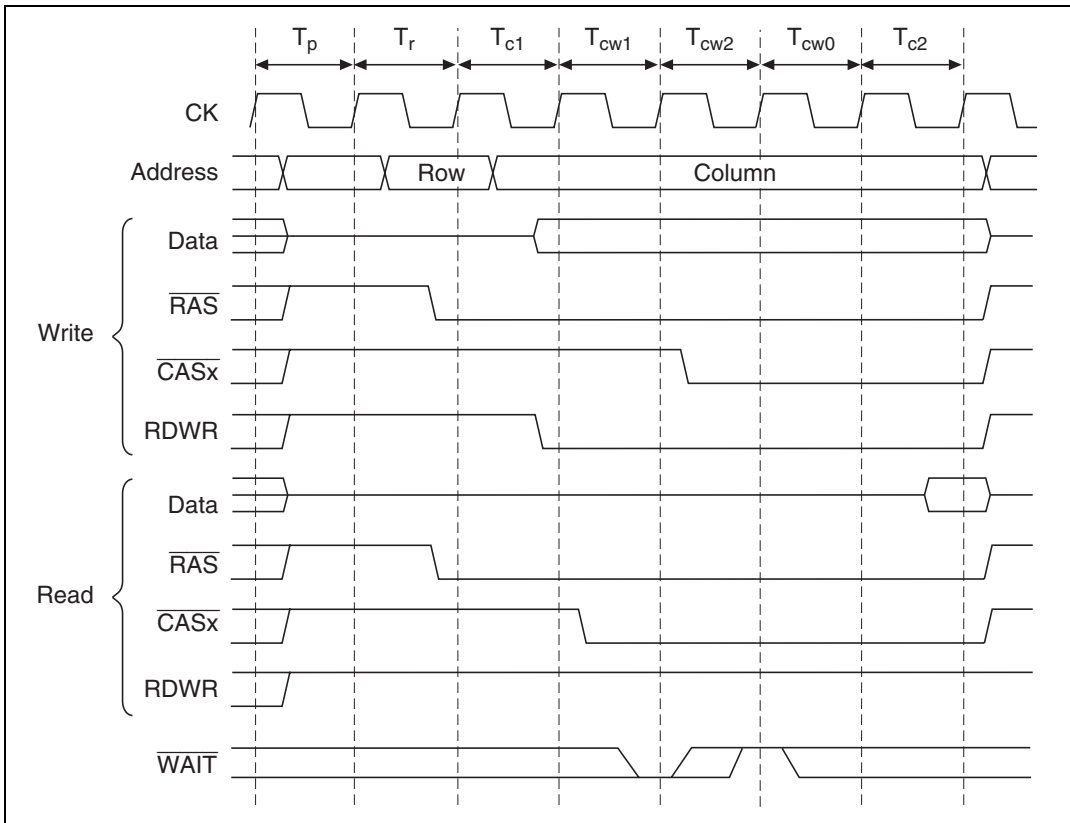 Tp Tr Tc1 Tcw1 Tcw2 Tcw0 Tc2
CK
Address Row Column
Data
RAS
Write
CASx
RDWR
Data
RAS
Read
CASx
RDWR
WAIT